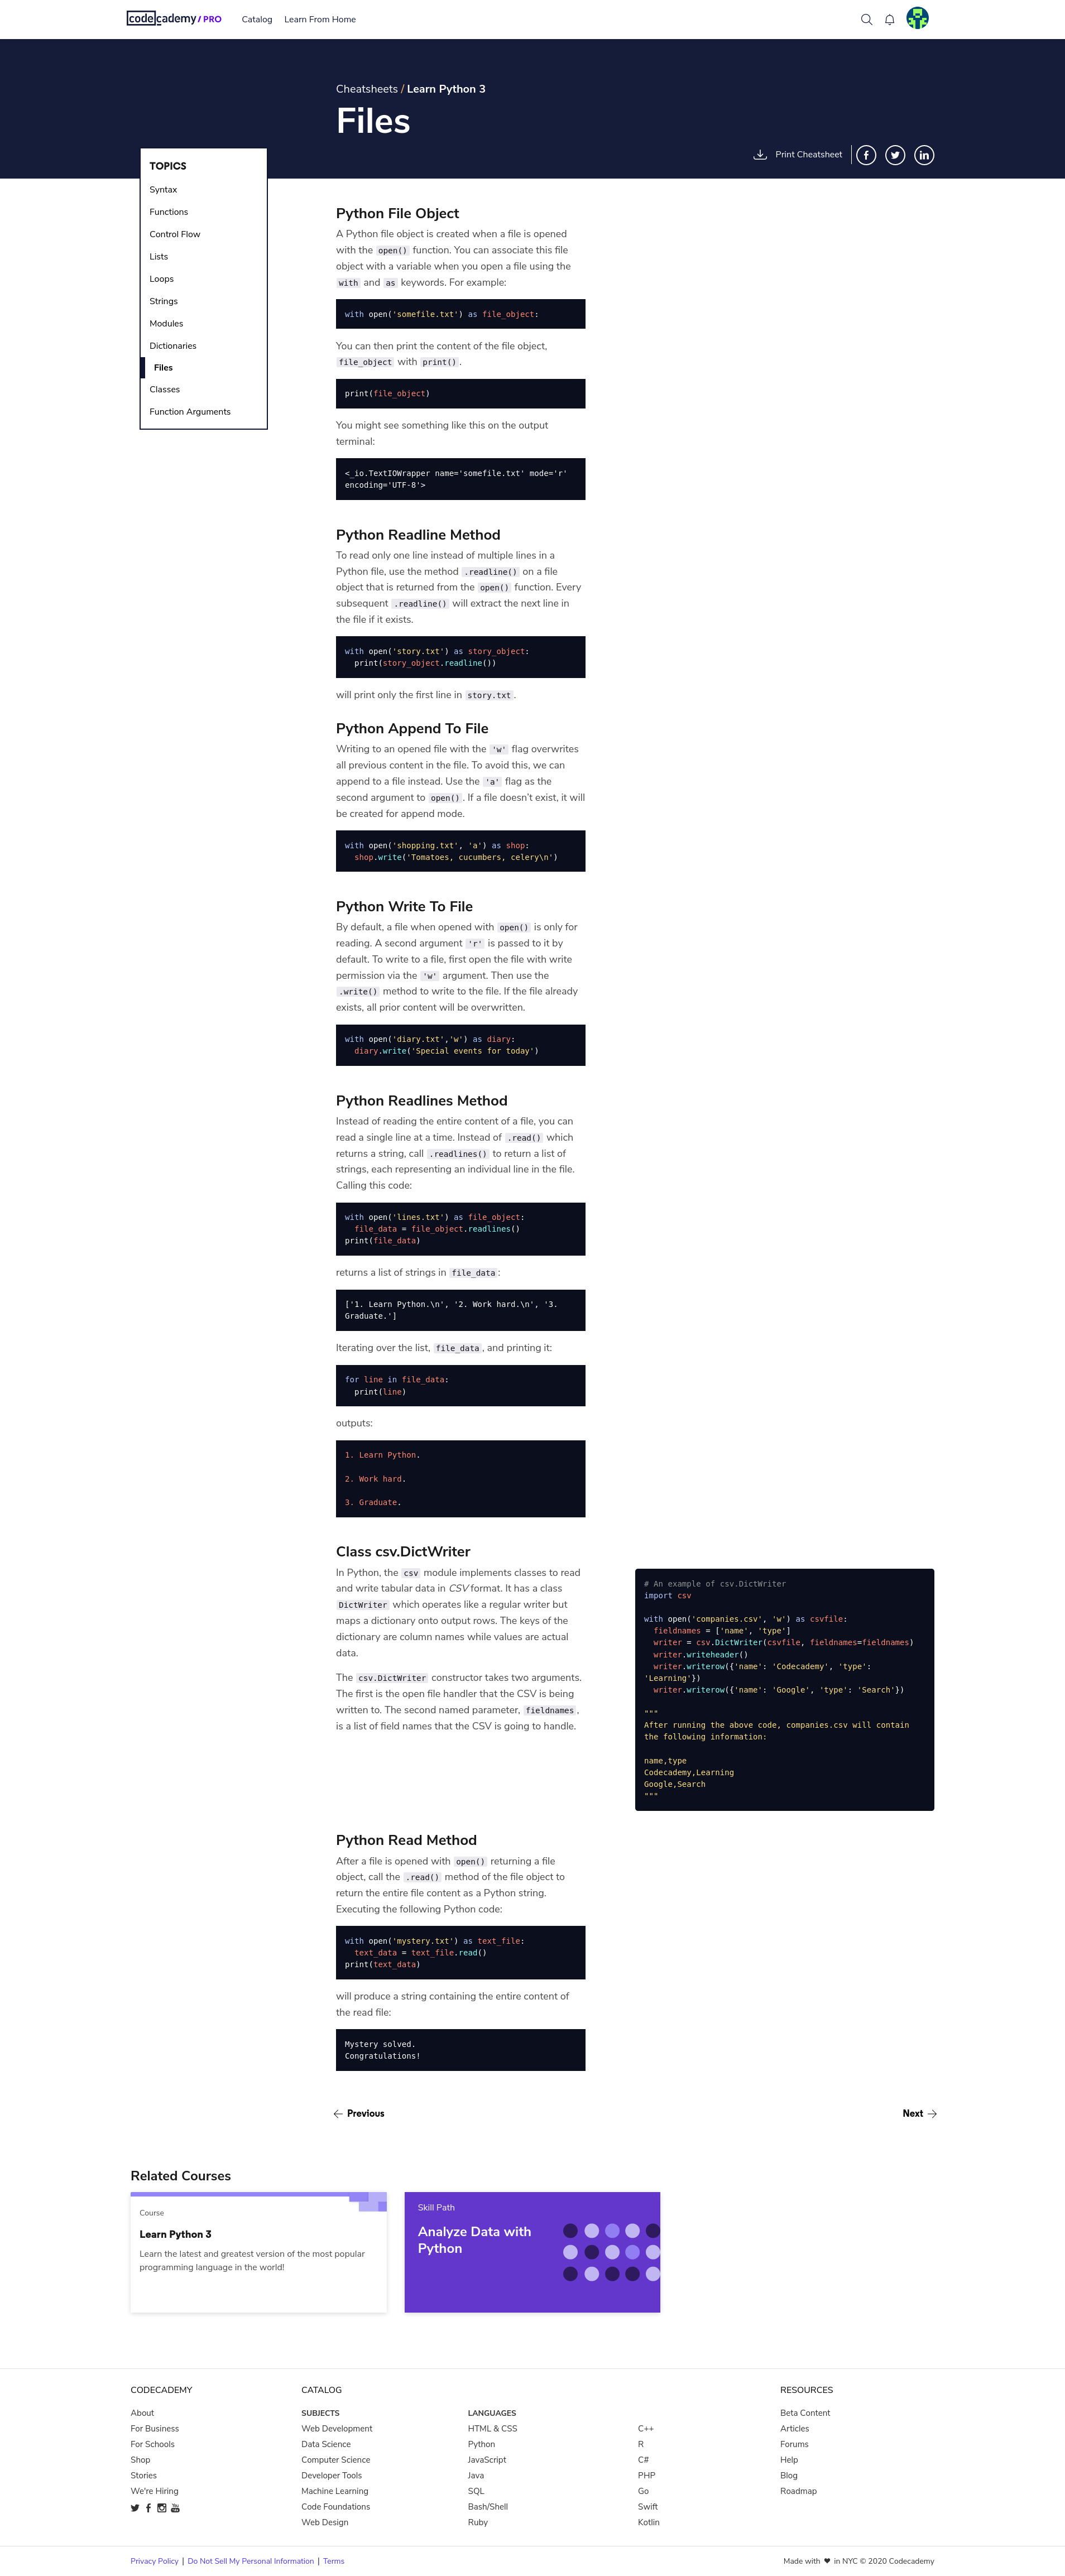 codecademy / PRO
Catalog
Learn From Home
Cheatsheets / Learn Python 3
Files
Print Cheatsheet
TOPICS
Syntax
Functions
Control Flow
Lists
Loops
Strings
Modules
Dictionaries
Files
Classes
Function Arguments
Python File Object
A Python file object is created when a file is opened
with the open() function. You can associate this file
object with a variable when you open a file using the
with and as keywords. For example:
with open('somefile.txt') as file_object:
You can then print the content of the file object,
file_object with print().
print(file_object)
You might see something like this on the output
terminal:
<_io.TextIOWrapper name='somefile.txt' mode='r'
encoding='UTF-8'>
Python Readline Method
To read only one line instead of multiple lines in a
Python file, use the method .readline() on a file
object that is returned from the open() function. Every
subsequent .readline() will extract the next line in
the file if it exists.
with open('story.txt') as story_object:
  print(story_object.readline())
will print only the first line in story.txt.
Python Append To File
Writing to an opened file with the 'w' flag overwrites
all previous content in the file. To avoid this, we can
append to a file instead. Use the 'a' flag as the
second argument to open(). If a file doesn't exist, it will
be created for append mode.
with open('shopping.txt', 'a') as shop:
  shop.write('Tomatoes, cucumbers, celery\n')
Python Write To File
By default, a file when opened with open() is only for
reading. A second argument 'r' is passed to it by
default. To write to a file, first open the file with write
permission via the 'w' argument. Then use the
.write() method to write to the file. If the file already
exists, all prior content will be overwritten.
with open('diary.txt','w') as diary:
  diary.write('Special events for today')
Python Readlines Method
Instead of reading the entire content of a file, you can
read a single line at a time. Instead of .read() which
returns a string, call .readlines() to return a list of
strings, each representing an individual line in the file.
Calling this code:
with open('lines.txt') as file_object:
  file_data = file_object.readlines()
print(file_data)
returns a list of strings in file_data:
['1. Learn Python.\n', '2. Work hard.\n', '3.
Graduate.']
Iterating over the list, file_data, and printing it:
for line in file_data:
  print(line)
outputs:
1. Learn Python.
2. Work hard.
3. Graduate.
Class csv.DictWriter
In Python, the csv module implements classes to read
and write tabular data in CSV format. It has a class
DictWriter which operates like a regular writer but
maps a dictionary onto output rows. The keys of the
dictionary are column names while values are actual
data.
The csv.DictWriter constructor takes two arguments.
The first is the open file handler that the CSV is being
written to. The second named parameter, fieldnames,
is a list of field names that the CSV is going to handle.
# An example of csv.DictWriter
import csv
with open('companies.csv', 'w') as csvfile:
  fieldnames = ['name', 'type']
  writer = csv.DictWriter(csvfile, fieldnames=fieldnames)
  writer.writeheader()
  writer.writerow({'name': 'Codecademy', 'type':
'Learning'})
  writer.writerow({'name': 'Google', 'type': 'Search'})
"""
After running the above code, companies.csv will contain
the following information:
name,type
Codecademy,Learning
Google,Search
"""
Python Read Method
After a file is opened with open() returning a file
object, call the .read() method of the file object to
return the entire file content as a Python string.
Executing the following Python code:
with open('mystery.txt') as text_file:
  text_data = text_file.read()
print(text_data)
will produce a string containing the entire content of
the read file:
Mystery solved.
Congratulations!
Previous
Next
Related Courses
Course
Learn Python 3
Learn the latest and greatest version of the most popular
programming language in the world!
Skill Path
Analyze Data with
Python
CODECADEMY
About
For Business
For Schools
Shop
Stories
We're Hiring
CATALOG
SUBJECTS
Web Development
Data Science
Computer Science
Developer Tools
Machine Learning
Code Foundations
Web Design
LANGUAGES
HTML & CSS
Python
JavaScript
Java
SQL
Bash/Shell
Ruby
C++
R
C#
PHP
Go
Swift
Kotlin
RESOURCES
Beta Content
Articles
Forums
Help
Blog
Roadmap
Privacy Policy | Do Not Sell My Personal Information | Terms
Made with ❤ in NYC © 2020 Codecademy